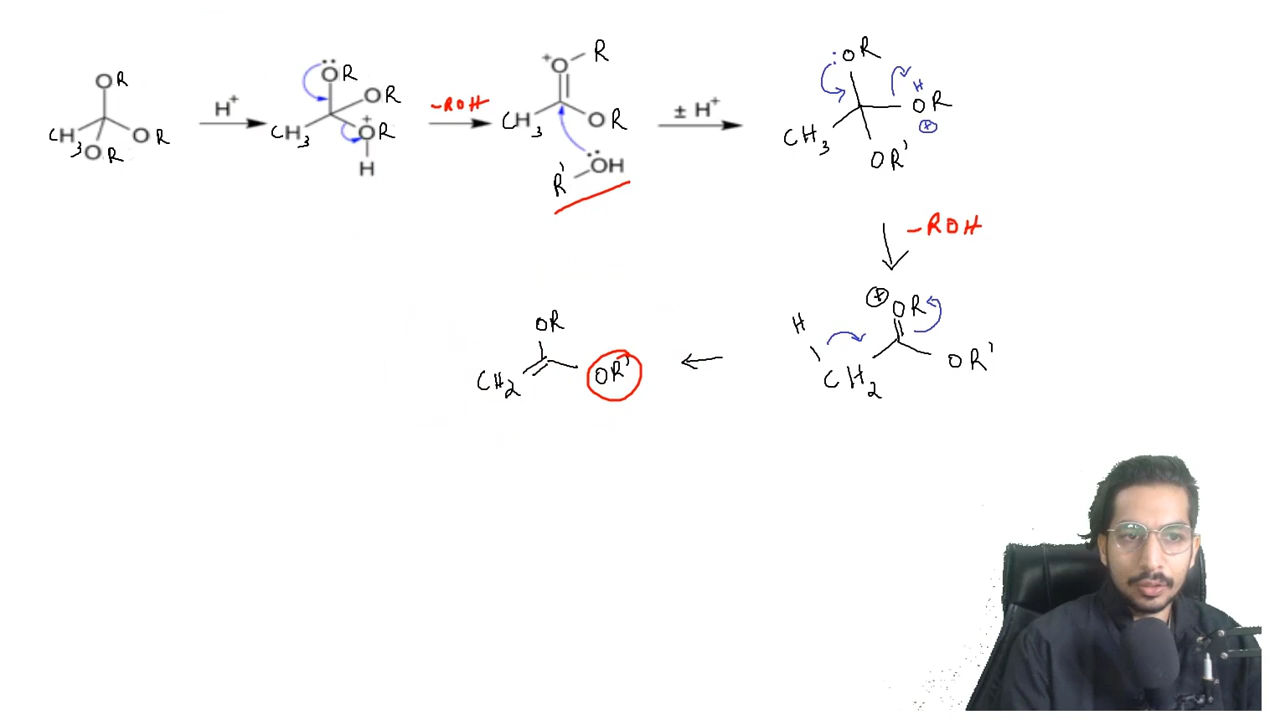 OR
CH3
OR
OR
H+
:OR
OR
CH3
+OR
H
-ROH
+O-R
CH3
OR
R'-OH
± H+
:OR
H
OR
⊕
CH3
OR'
-ROH
⊕
OR
H
CH2
OR'
OR
CH2
OR'